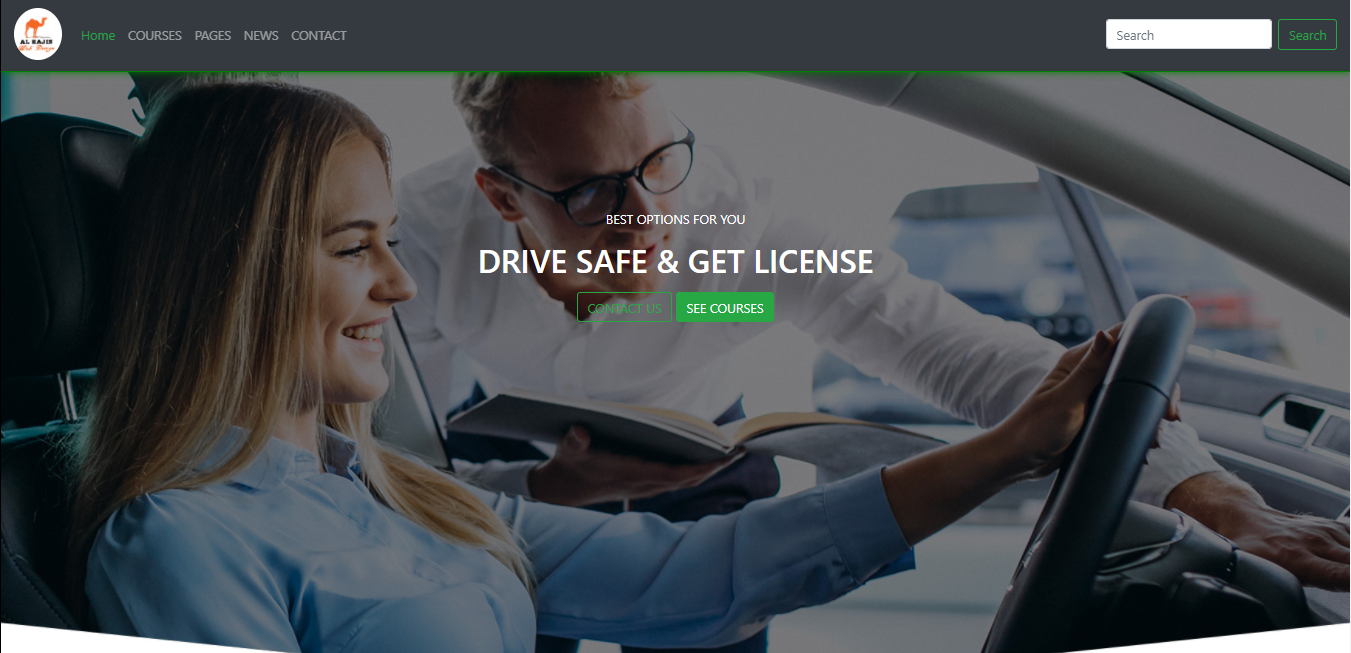 AL HAJIN
Web Design
Home COURSES PAGES NEWS CONTACT
Search Search
BEST OPTIONS FOR YOU
DRIVE SAFE & GET LICENSE
CONTACT US SEE COURSES